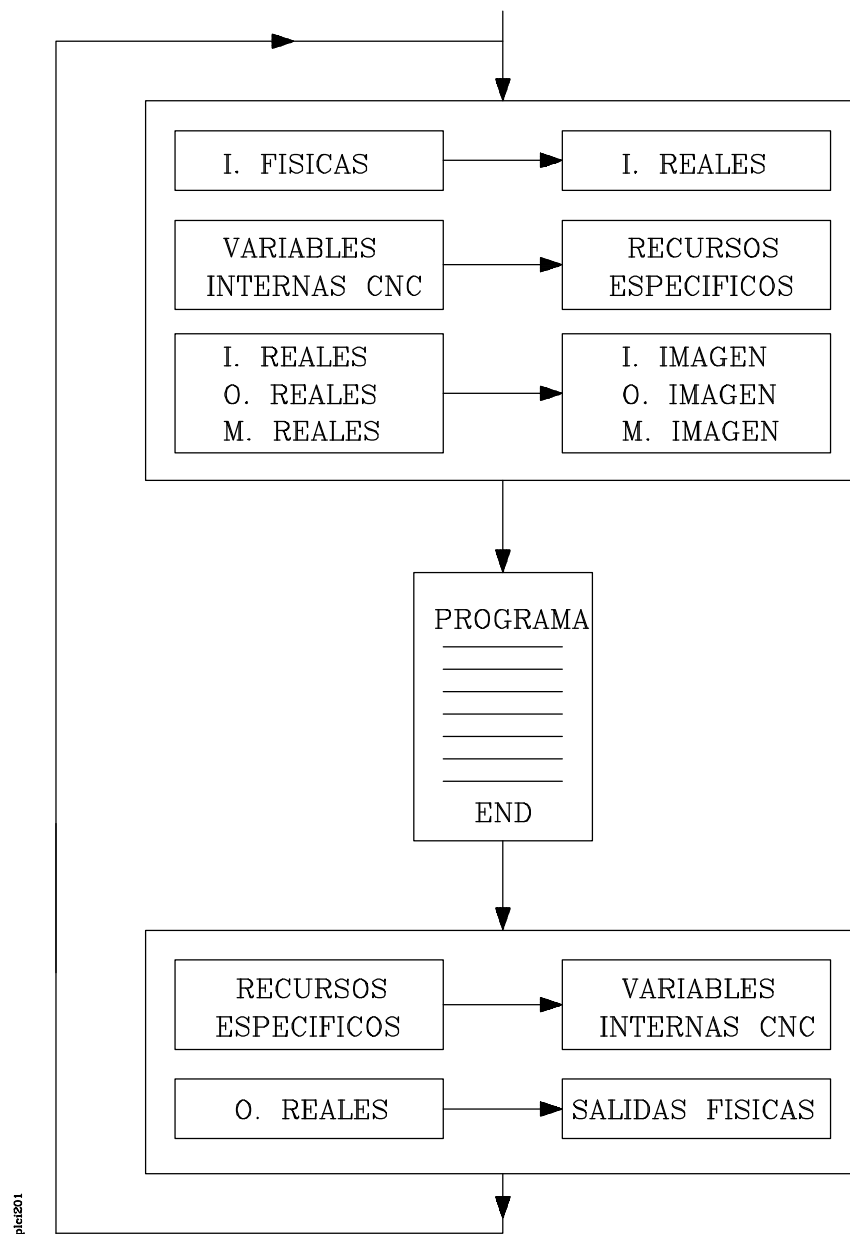 I. FISICAS
I. REALES
VARIABLES
INTERNAS CNC
RECURSOS
ESPECIFICOS
I. REALES
O. REALES
M. REALES
I. IMAGEN
O. IMAGEN
M. IMAGEN
PROGRAMA
END
RECURSOS
ESPECIFICOS
VARIABLES
INTERNAS CNC
O. REALES
SALIDAS FISICAS
plci201